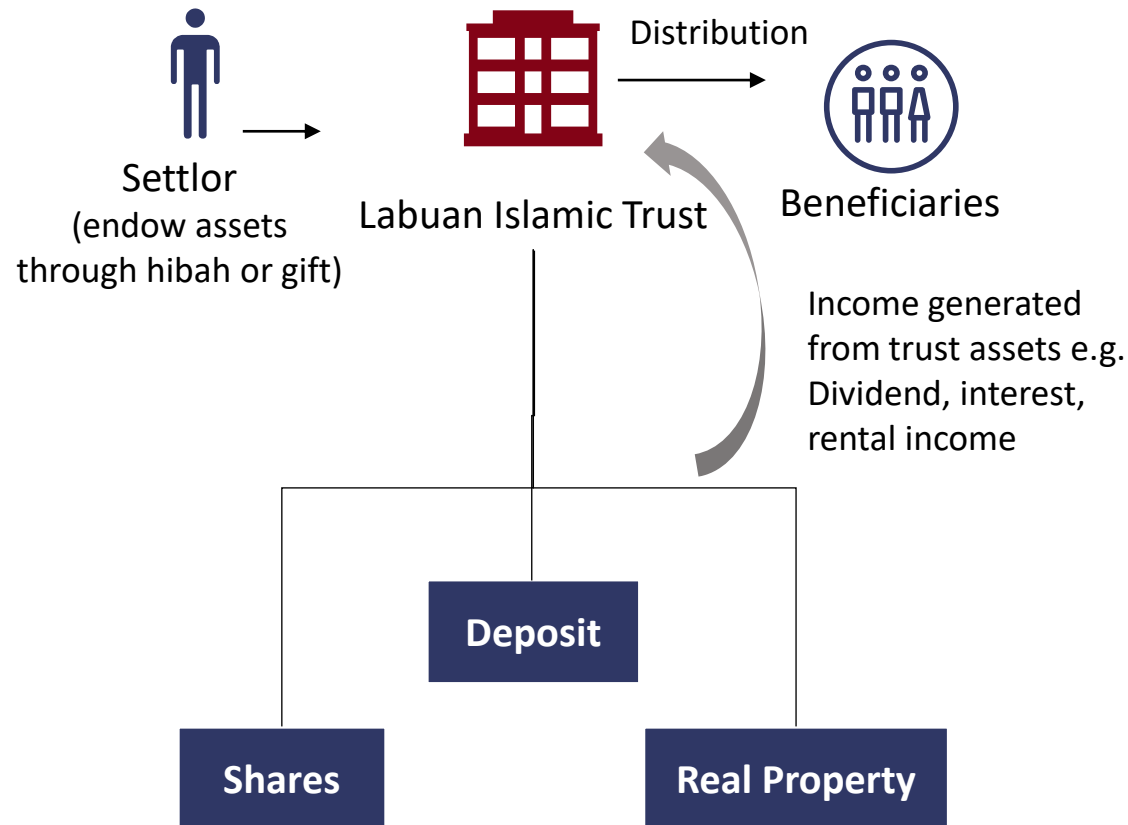 Distribution
Settlor
(endow assets
through hibah or gift)
Labuan Islamic Trust
Beneficiaries
Income generated
from trust assets e.g.
Dividend, interest,
rental income
Deposit
Shares
Real Property